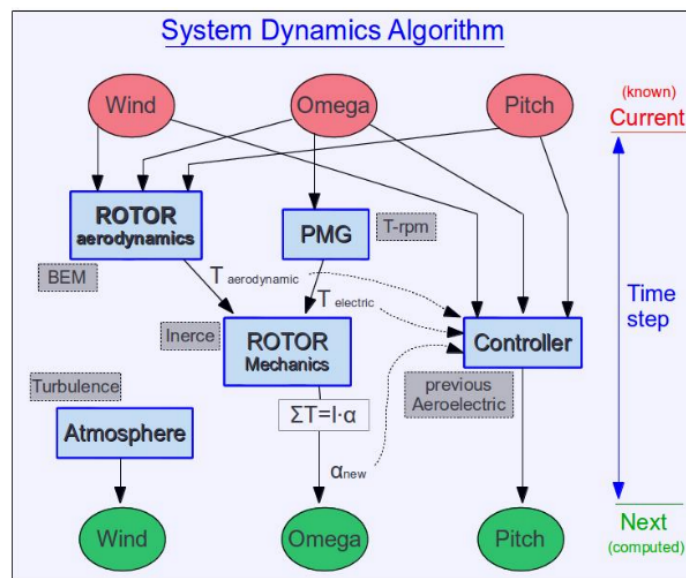 System Dynamics Algorithm
Wind
Omega
Pitch
(known)
Current
ROTOR
aerodynamics
BEM
PMG
T-rpm
T aerodynamic
T electric
Inerce
ROTOR
Mechanics
Controller
previous
Aeroelectric
Time
step
Turbulence
Atmosphere
ΣT=I·α
αnew
Wind
Omega
Pitch
Next
(computed)